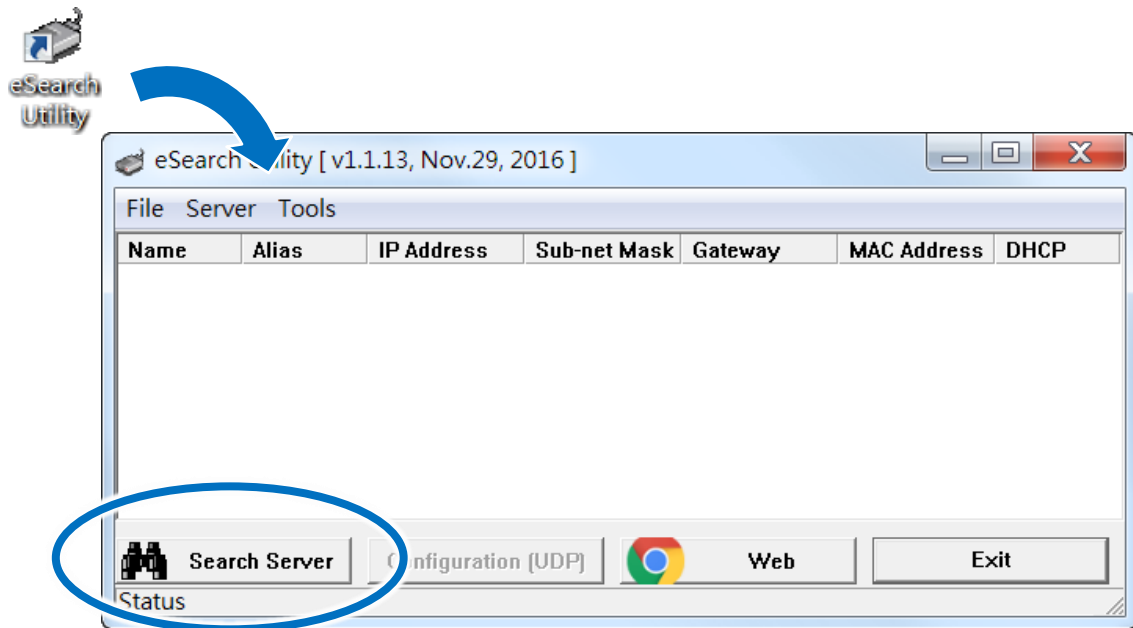 eSearch
Utility
eSearch Utility [ v1.1.13, Nov.29, 2016 ]
File Server Tools
Name Alias IP Address Sub-net Mask Gateway MAC Address DHCP
Search Server Configuration (UDP) Web Exit
Status